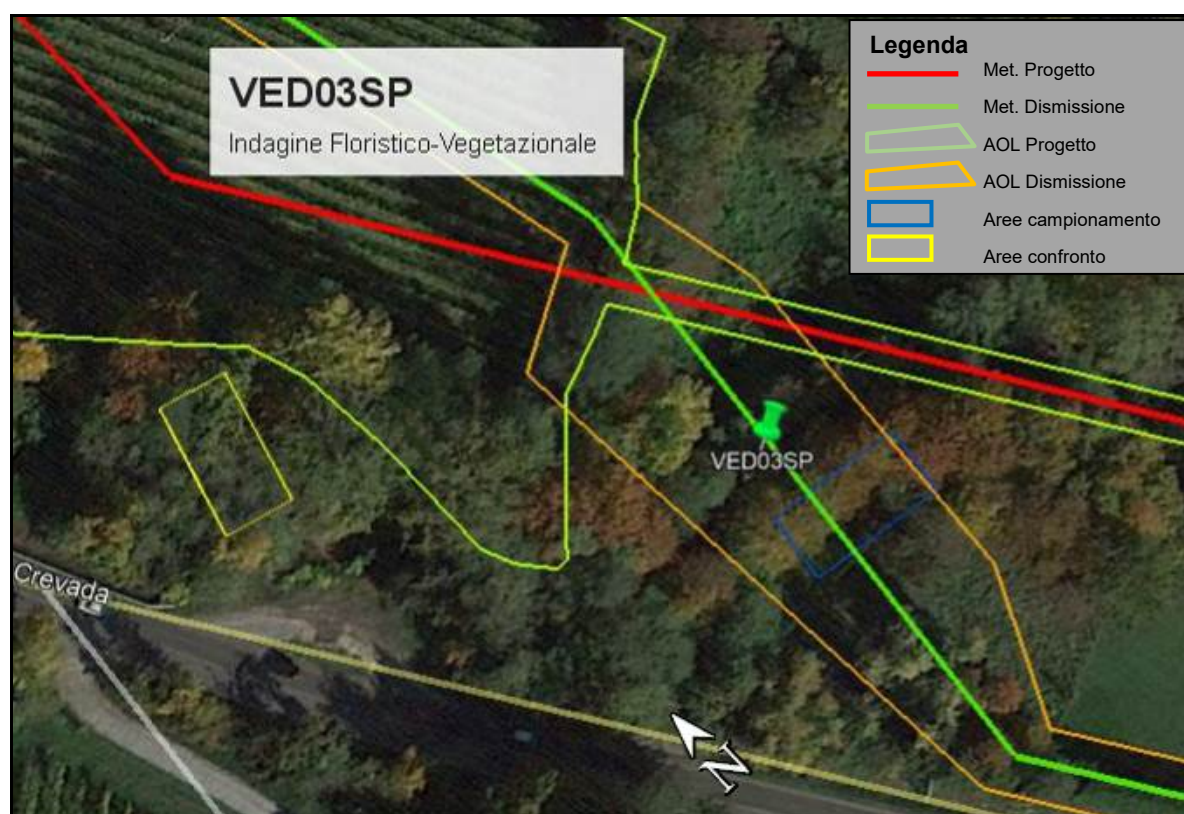 VED03SP
Indagine Floristico-Vegetazionale
Legenda
Met. Progetto
Met. Dismissione
AOL Progetto
AOL Dismissione
Aree campionamento
Aree confronto
VED03SP
Crevada
N